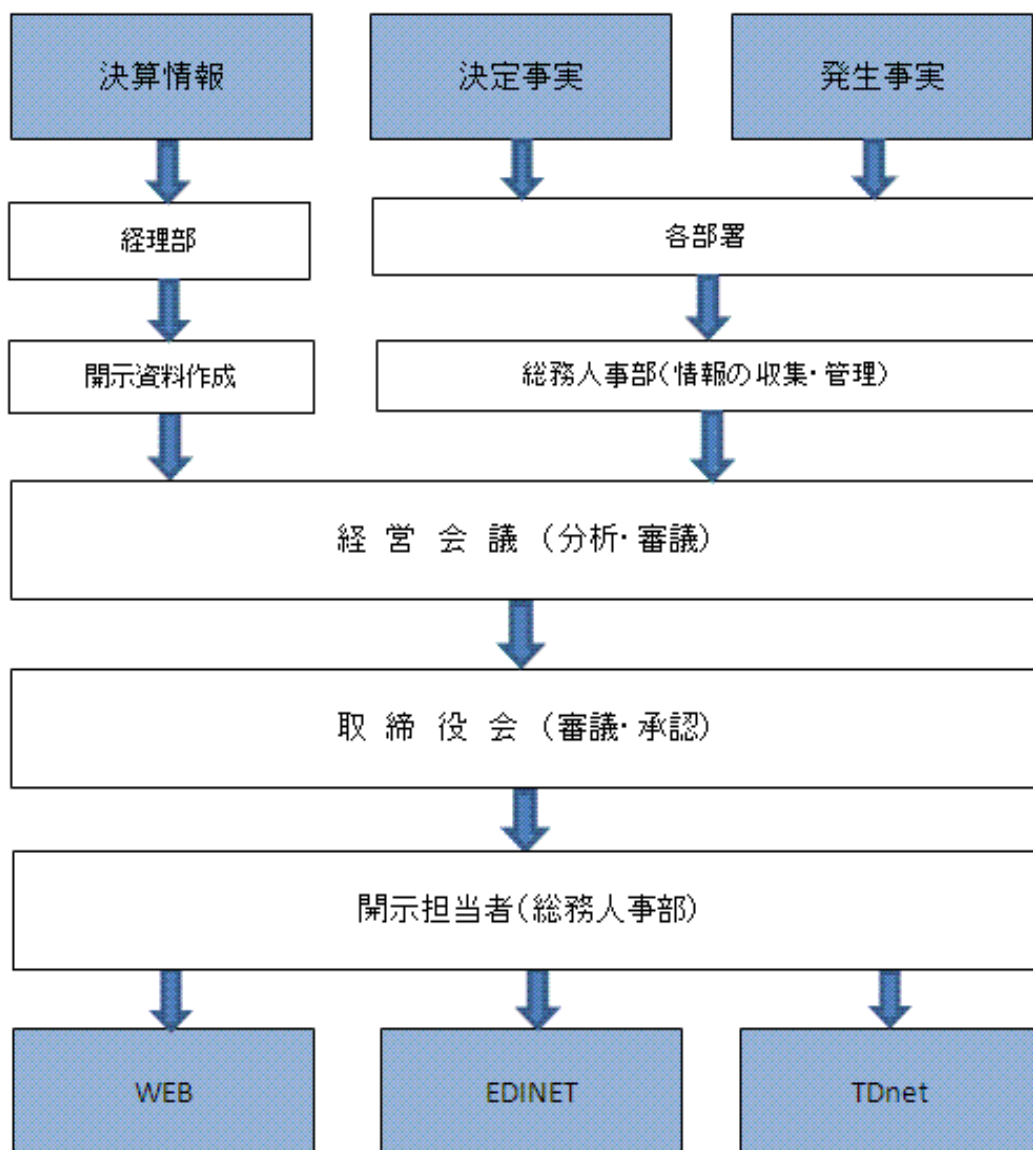 決算情報
決定事実
発生事実
経理部
各部署
開示資料作成
総務人事部(情報の収集・管理)
経 営 会 議 (分析・審議)
取 締 役 会 (審議・承認)
開示担当者(総務人事部)
WEB
EDINET
TDnet